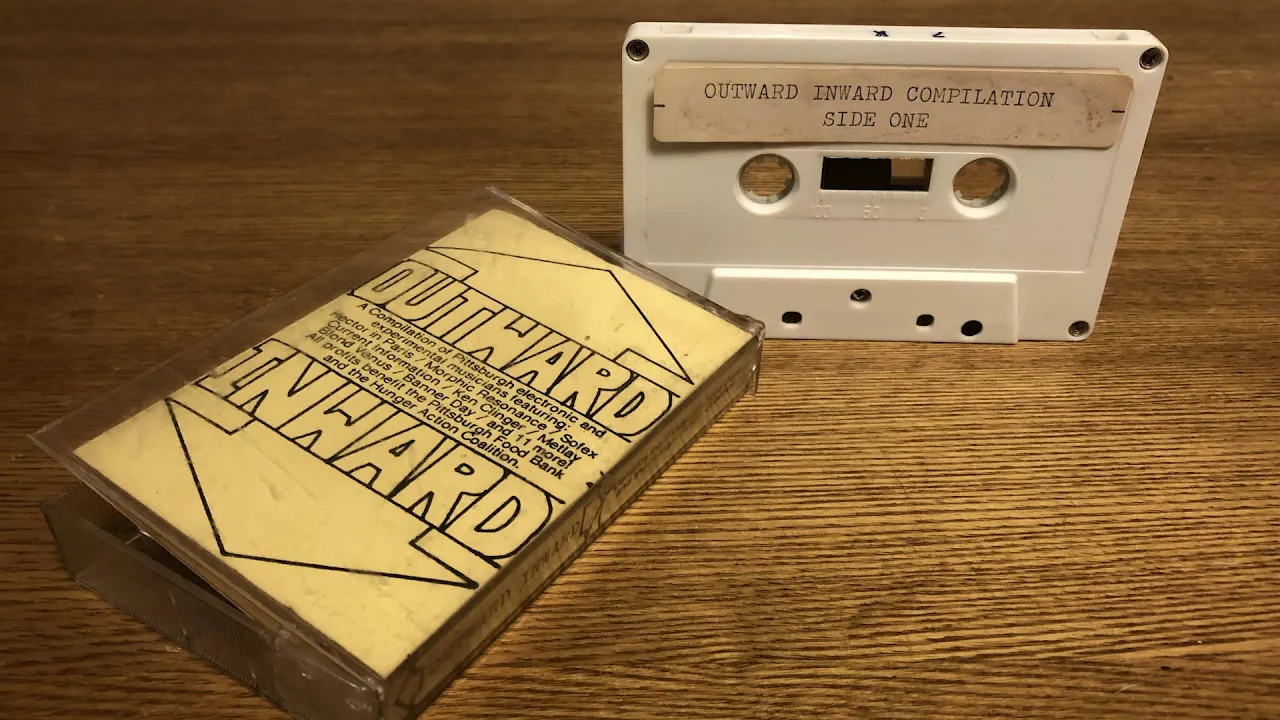 OUTWARD INWARD COMPILATION
SIDE ONE
OUTWARD
A Compilation of Pittsburgh electronic and
experimental musicians featuring:
Hector in Paris / Morphic Resonance / Sofex
Current Information / Ken Clinger / Metlay
Blond Venus / Banner Day / and 11 more!
All profits benefit the Pittsburgh Food Bank
and the Hunger Action Coalition.
INWARD